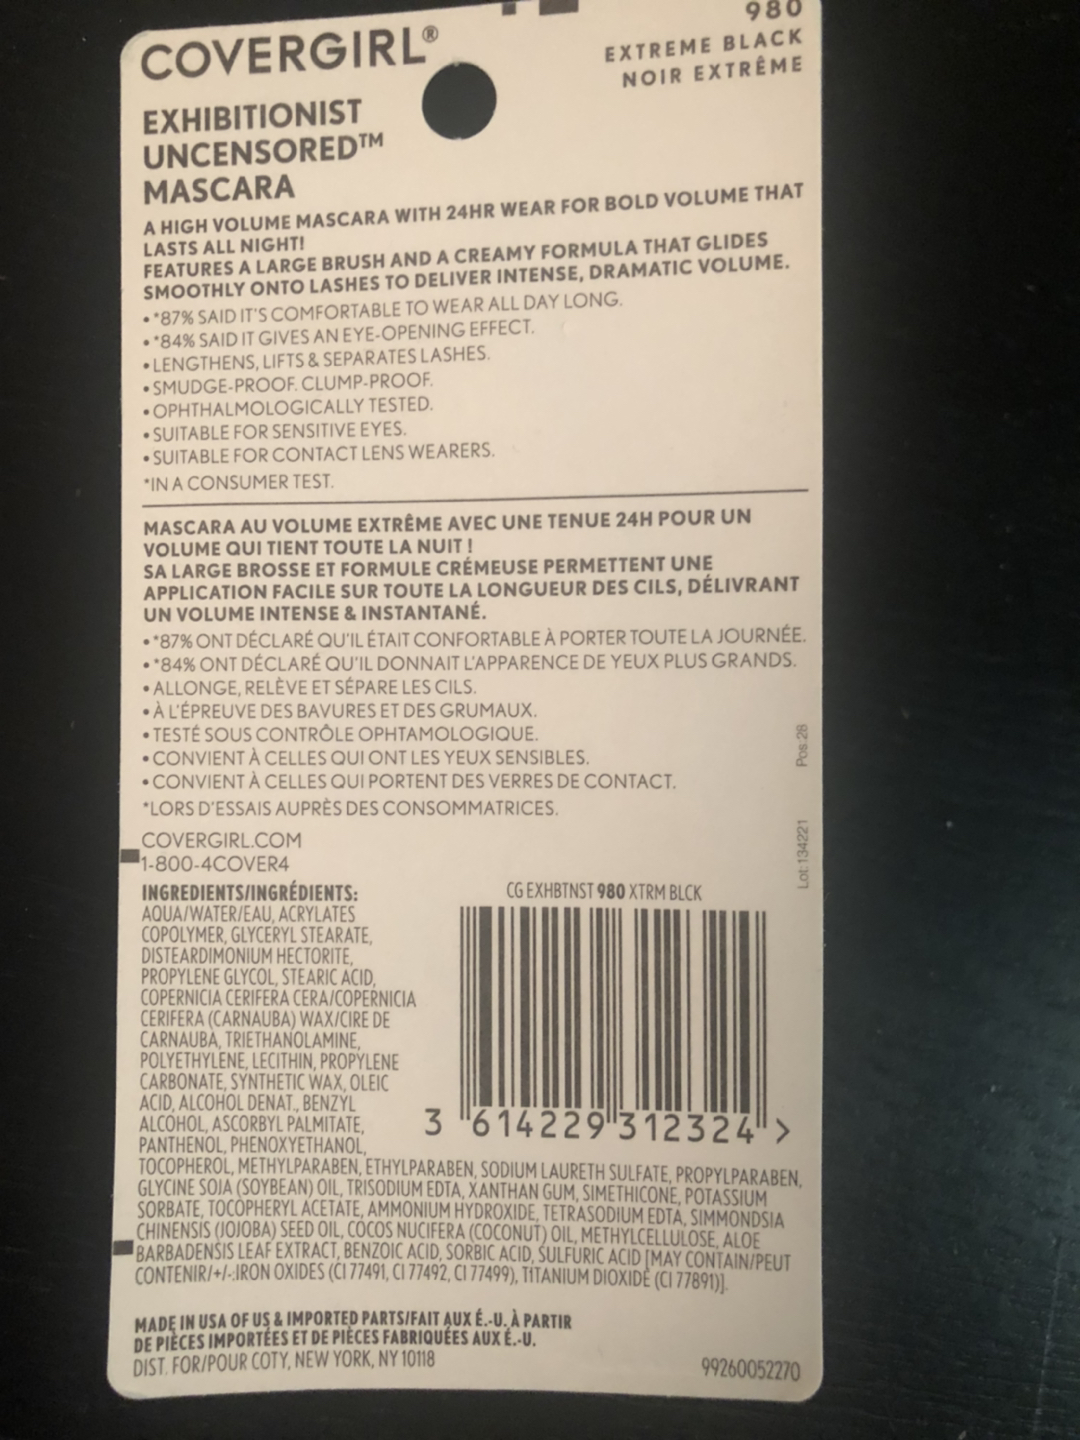 COVERGIRL®
980
EXTREME BLACK
NOIR EXTRÊME
EXHIBITIONIST
UNCENSORED™
MASCARA
A HIGH VOLUME MASCARA WITH 24HR WEAR FOR BOLD VOLUME THAT
LASTS ALL NIGHT!
FEATURES A LARGE BRUSH AND A CREAMY FORMULA THAT GLIDES
SMOOTHLY ONTO LASHES TO DELIVER INTENSE, DRAMATIC VOLUME.
• *87% SAID IT'S COMFORTABLE TO WEAR ALL DAY LONG.
• *84% SAID IT GIVES AN EYE-OPENING EFFECT.
• LENGTHENS, LIFTS & SEPARATES LASHES.
• SMUDGE-PROOF. CLUMP-PROOF.
• OPHTHALMOLOGICALLY TESTED.
• SUITABLE FOR SENSITIVE EYES.
• SUITABLE FOR CONTACT LENS WEARERS.
*IN A CONSUMER TEST.
MASCARA AU VOLUME EXTRÊME AVEC UNE TENUE 24H POUR UN
VOLUME QUI TIENT TOUTE LA NUIT !
SA LARGE BROSSE ET FORMULE CRÉMEUSE PERMETTENT UNE
APPLICATION FACILE SUR TOUTE LA LONGUEUR DES CILS, DÉLIVRANT
UN VOLUME INTENSE & INSTANTANÉ.
• *87% ONT DÉCLARÉ QU'IL ÉTAIT CONFORTABLE À PORTER TOUTE LA JOURNÉE.
• *84% ONT DÉCLARÉ QU'IL DONNAIT L'APPARENCE DE YEUX PLUS GRANDS.
• ALLONGE, RELÈVE ET SÉPARE LES CILS.
• À L'ÉPREUVE DES BAVURES ET DES GRUMAUX.
• TESTÉ SOUS CONTRÔLE OPHTAMOLOGIQUE.
• CONVIENT À CELLES QUI ONT LES YEUX SENSIBLES.
• CONVIENT À CELLES QUI PORTENT DES VERRES DE CONTACT.
*LORS D'ESSAIS AUPRÈS DES CONSOMMATRICES.
Lot: 134221 Pos:28
COVERGIRL.COM
1-800-4COVER4
CG EXHBTNST 980 XTRM BLCK
3 614229 312324 >
INGREDIENTS/INGRÉDIENTS:
AQUA/WATER/EAU, ACRYLATES
COPOLYMER, GLYCERYL STEARATE,
DISTEARDIMONIUM HECTORITE,
PROPYLENE GLYCOL, STEARIC ACID,
COPERNICIA CERIFERA CERA/COPERNICIA
CERIFERA (CARNAUBA) WAX/CIRE DE
CARNAUBA, TRIETHANOLAMINE,
POLYETHYLENE, LECITHIN, PROPYLENE
CARBONATE, SYNTHETIC WAX, OLEIC
ACID, ALCOHOL DENAT., BENZYL
ALCOHOL, ASCORBYL PALMITATE,
PANTHENOL, PHENOXYETHANOL,
TOCOPHEROL, METHYLPARABEN, ETHYLPARABEN, SODIUM LAURETH SULFATE, PROPYLPARABEN,
GLYCINE SOJA (SOYBEAN) OIL, TRISODIUM EDTA, XANTHAN GUM, SIMETHICONE, POTASSIUM
SORBATE, TOCOPHERYL ACETATE, AMMONIUM HYDROXIDE, TETRASODIUM EDTA, SIMMONDSIA
CHINENSIS (JOJOBA) SEED OIL, COCOS NUCIFERA (COCONUT) OIL, METHYLCELLULOSE, ALOE
BARBADENSIS LEAF EXTRACT, BENZOIC ACID, SORBIC ACID, SULFURIC ACID [MAY CONTAIN/PEUT
CONTENIR/+/-:IRON OXIDES (CI 77491, CI 77492, CI 77499), TITANIUM DIOXIDE (CI 77891)].
MADE IN USA OF US & IMPORTED PARTS/FAIT AUX É.-U. À PARTIR
DE PIÈCES IMPORTÉES ET DE PIÈCES FABRIQUÉES AUX É.-U.
DIST. FOR/POUR COTY, NEW YORK, NY 10118
99260052270